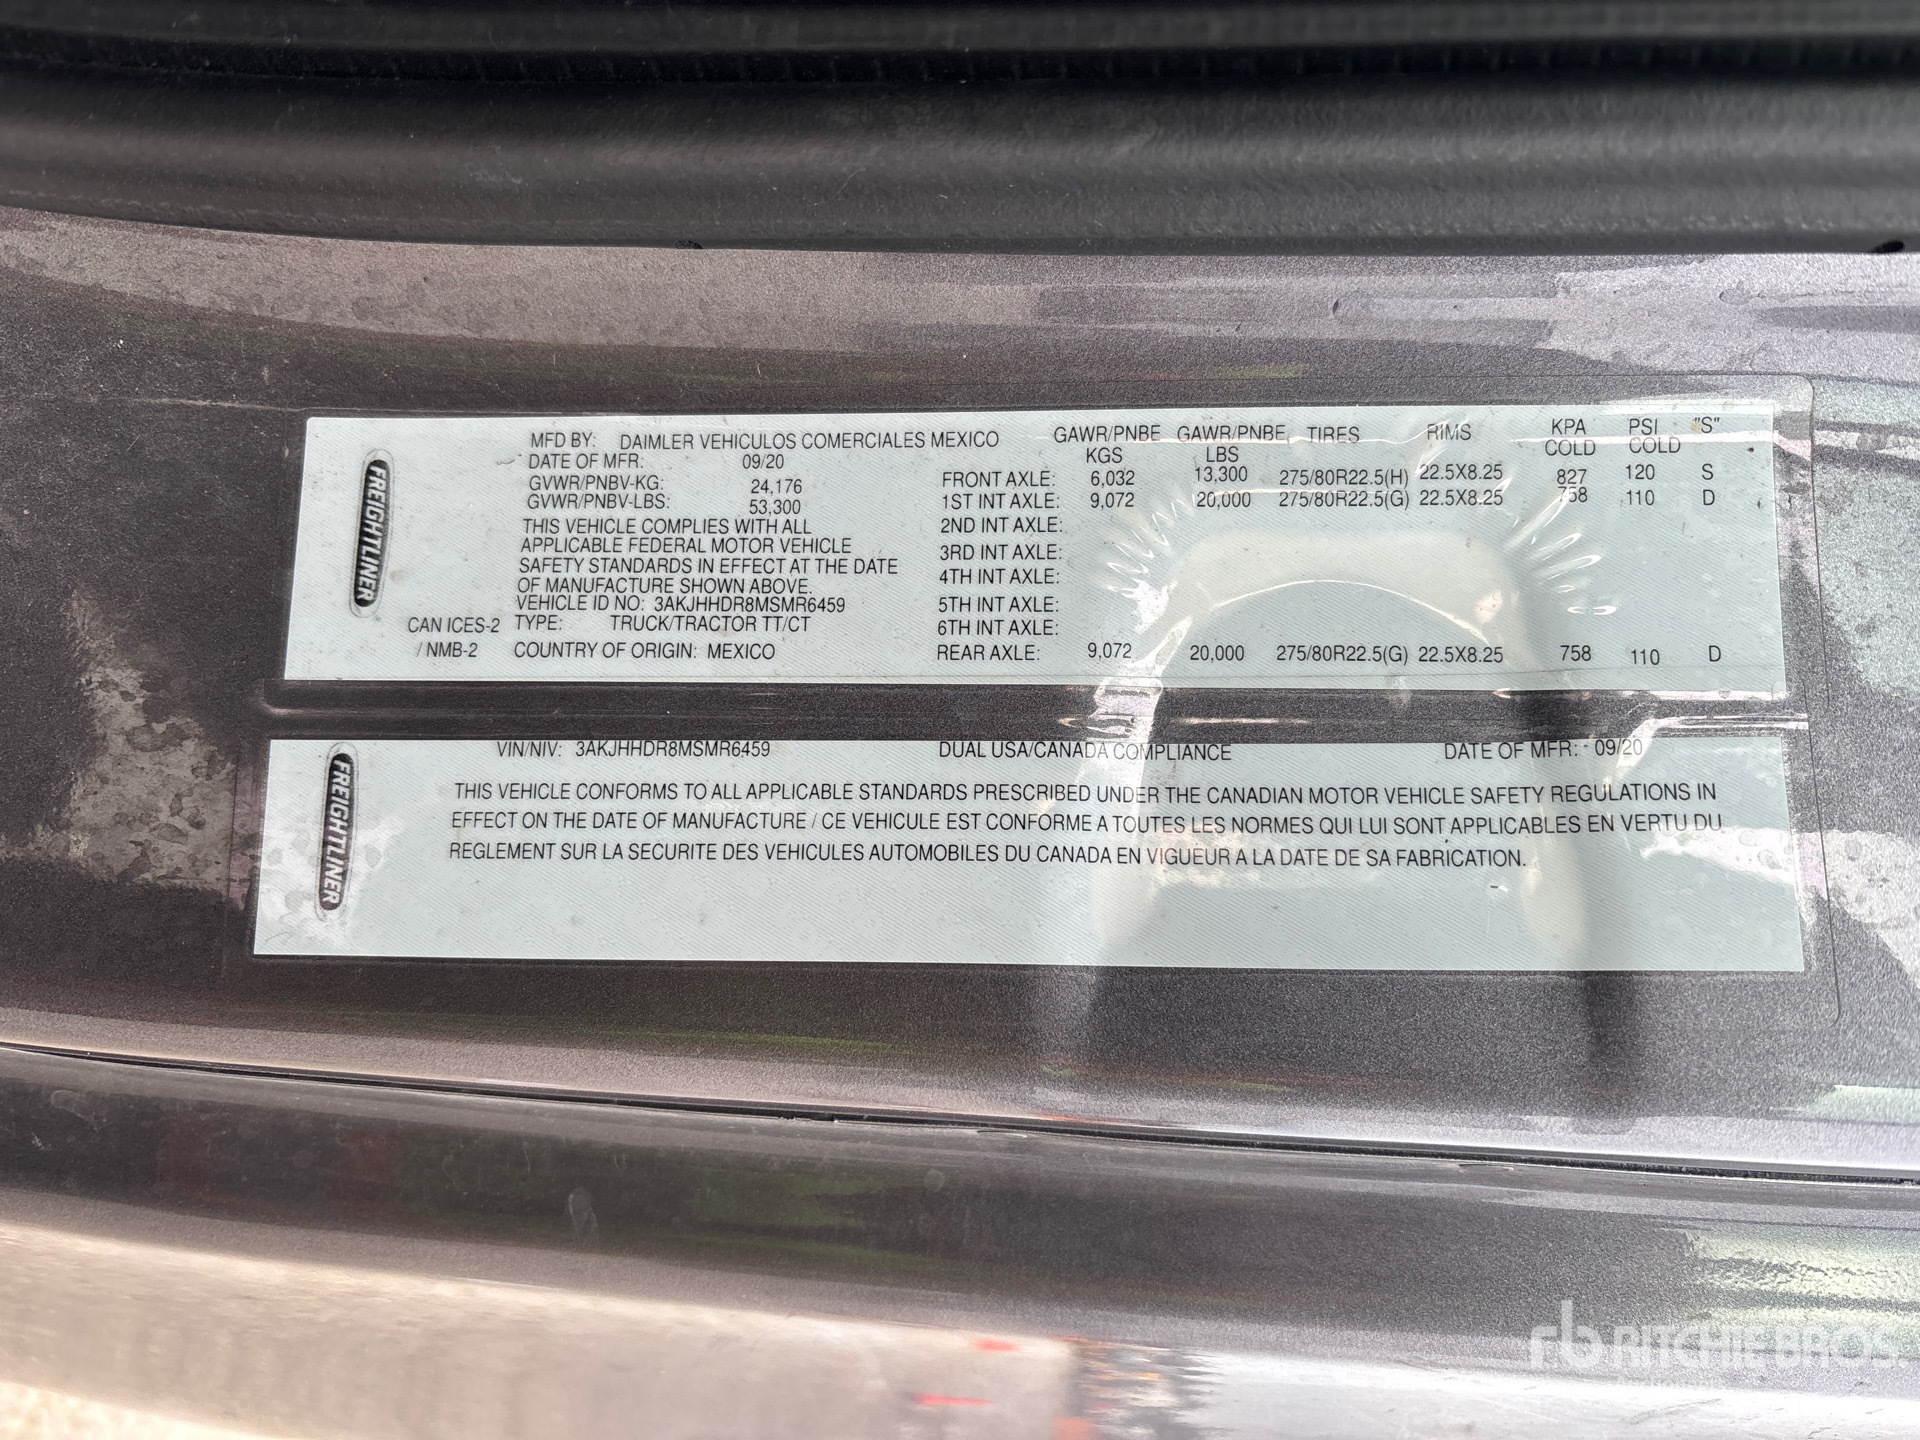 FREIGHTLINER
MFD BY: DAIMLER VEHICULOS COMERCIALES MEXICO
DATE OF MFR: 09/20
GVWR/PNBV-KG: 24,176
GVWR/PNBV-LBS: 53,300
THIS VEHICLE COMPLIES WITH ALL
APPLICABLE FEDERAL MOTOR VEHICLE
SAFETY STANDARDS IN EFFECT AT THE DATE
OF MANUFACTURE SHOWN ABOVE.
VEHICLE ID NO: 3AKJHHDR8MSMR6459
CAN ICES-2 TYPE: TRUCK/TRACTOR TT/CT
/ NMB-2 COUNTRY OF ORIGIN: MEXICO
GAWR/PNBE GAWR/PNBE TIRES RIMS KPA PSI "S"
KGS LBS COLD COLD
FRONT AXLE: 6,032 13,300 275/80R22.5(H) 22.5X8.25 827 120 S
1ST INT AXLE: 9,072 20,000 275/80R22.5(G) 22.5X8.25 758 110 D
2ND INT AXLE:
3RD INT AXLE:
4TH INT AXLE:
5TH INT AXLE:
6TH INT AXLE:
REAR AXLE: 9,072 20,000 275/80R22.5(G) 22.5X8.25 758 110 D
FREIGHTLINER
VIN/NIV: 3AKJHHDR8MSMR6459 DUAL USA/CANADA COMPLIANCE DATE OF MFR: 09/20
THIS VEHICLE CONFORMS TO ALL APPLICABLE STANDARDS PRESCRIBED UNDER THE CANADIAN MOTOR VEHICLE SAFETY REGULATIONS IN
EFFECT ON THE DATE OF MANUFACTURE / CE VEHICULE EST CONFORME A TOUTES LES NORMES QUI LUI SONT APPLICABLES EN VERTU DU
REGLEMENT SUR LA SECURITE DES VEHICULES AUTOMOBILES DU CANADA EN VIGUEUR A LA DATE DE SA FABRICATION.
rb RITCHIE BROS.